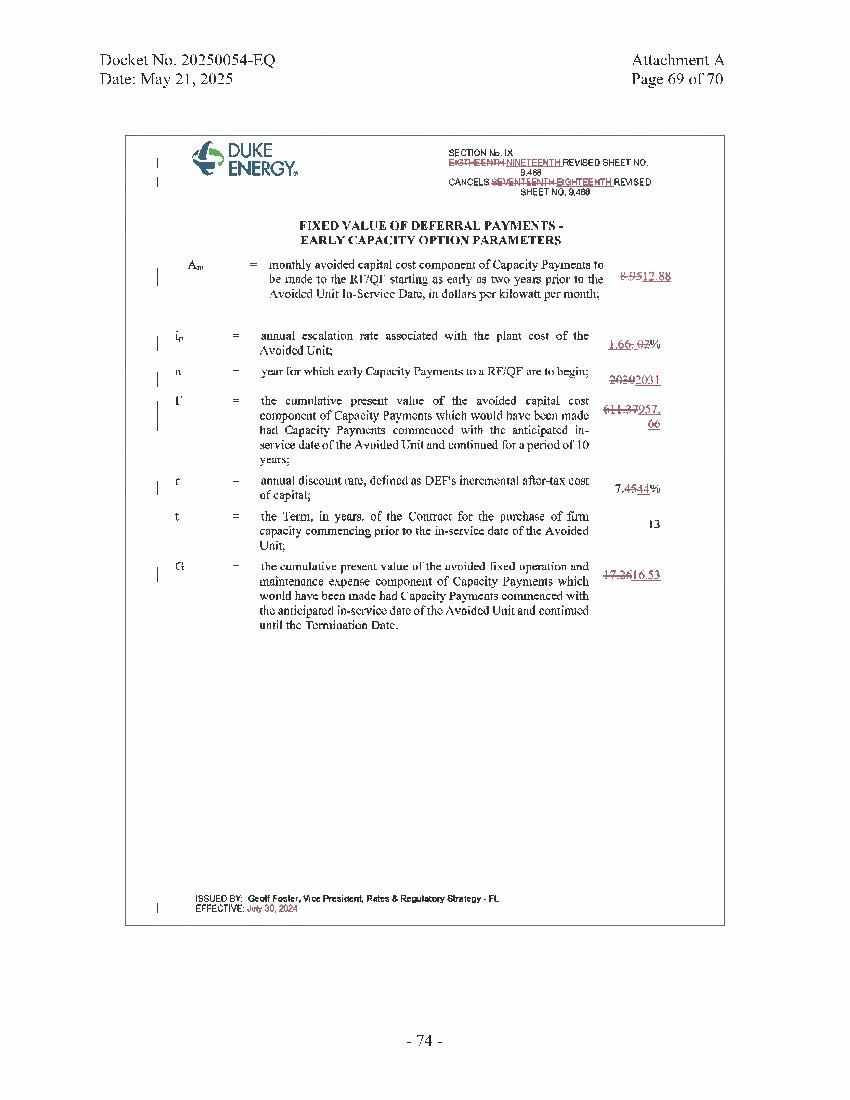 Docket No. 20250054-EQ
Attachment A
Date: May 21, 2025
Page 69 of 70
DUKE ENERGY®
SECTION No. IX
EIGTHEENTH NINETEENTH REVISED SHEET NO.
9.488
CANCELS SEVENTEENTH EIGHTEENTH REVISED
SHEET NO. 9.488
FIXED VALUE OF DEFERRAL PAYMENTS -
EARLY CAPACITY OPTION PARAMETERS
Am = monthly avoided capital cost component of Capacity Payments to
be made to the RF/QF starting as early as two years prior to the
Avoided Unit In-Service Date, in dollars per kilowatt per month;
8.9512.88
ip = annual escalation rate associated with the plant cost of the
Avoided Unit;
1.66. 02%
n = year for which early Capacity Payments to a RF/QF are to begin;
20302031
F = the cumulative present value of the avoided capital cost
component of Capacity Payments which would have been made
had Capacity Payments commenced with the anticipated in-
service date of the Avoided Unit and continued for a period of 10
years;
611.37957.
66
r = annual discount rate, defined as DEF's incremental after-tax cost
of capital;
7.4544%
t = the Term, in years, of the Contract for the purchase of firm
capacity commencing prior to the in-service date of the Avoided
Unit;
13
G = the cumulative present value of the avoided fixed operation and
maintenance expense component of Capacity Payments which
would have been made had Capacity Payments commenced with
the anticipated in-service date of the Avoided Unit and continued
until the Termination Date.
17.2616.53
ISSUED BY: Geoff Foster, Vice President, Rates & Regulatory Strategy - FL
EFFECTIVE: July 30, 2024
- 74 -